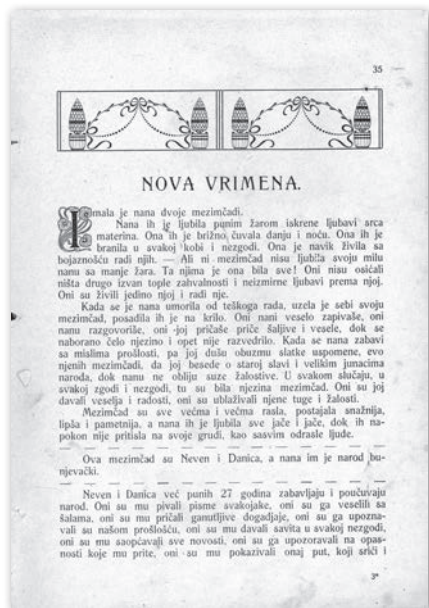 35
NOVA VRIMENA.
Imala je nana dvoje mezimčadi.
Nana ih je ljubila punim žarom iskrene ljubavi srca
materina. Ona ih je brižno čuvala danju i noću. Ona ih je
branila u svakoj kobi i nezgodi. Ona je navik živila sa
bojaznošću radi njih. — Ali ni mezimčad nisu ljubila svoju milu
nanu sa manje žara. Ta njima je ona bila sve! Oni nisu osićali
ništa drugo izvan tople zahvalnosti i neizmirne ljubavi prema njoj.
Oni su živili jedino njoj i radi nje.
Kada se je nana umorila od teškoga rada, uzela je sebi svoju
mezimčad, posadila ih je na krilo. Oni nani veselo zapivaše, oni
nanu razgovoriše, oni joj pričaše priče šaljive i vesele, dok se
naborano čelo njezino i opet nije razvedrilo. Kada se nana zabavi
sa mislima prošlosti, pa joj dušu obuzmu slatke uspomene, evo
njenih mezimčadi, da joj besede o staroj slavi i velikim junacima
naroda, dok nanu ne obliju suze žalostive. U svakom slučaju, u
svakoj zgodi i nezgodi, tu su bila njezina mezimčad. Oni su joj
davali veselja i radosti, oni su ublaživali njene tuge i žalosti.
Mezimčad su sve većma i većma rasla, postajala snažnija,
lipša i pametnija, a nana ih je ljubila sve jače i jače, dok ih na-
pokon nije pritisla na svoje grudi, kao sasvim odrasle ljude.
Ova mezimčad su Neven i Danica, a nana im je narod bu-
njevački.
Neven i Danica već punih 27 godina zabavljaju i poučuvaju
narod. Oni su mu pivali pisme svakojake, oni su ga veselili sa
šalama, oni su mu pričali ganutljive dogadjaje, oni su ga upozna-
vali su našom prošlošću, oni su mu davali savita u svakoj nezgodi,
oni su mu saopćavaji sve novosti, oni su ga upozoravali na opas-
nosti koje mu prite, oni su mu pokazivali onaj put, koji srići i
3*